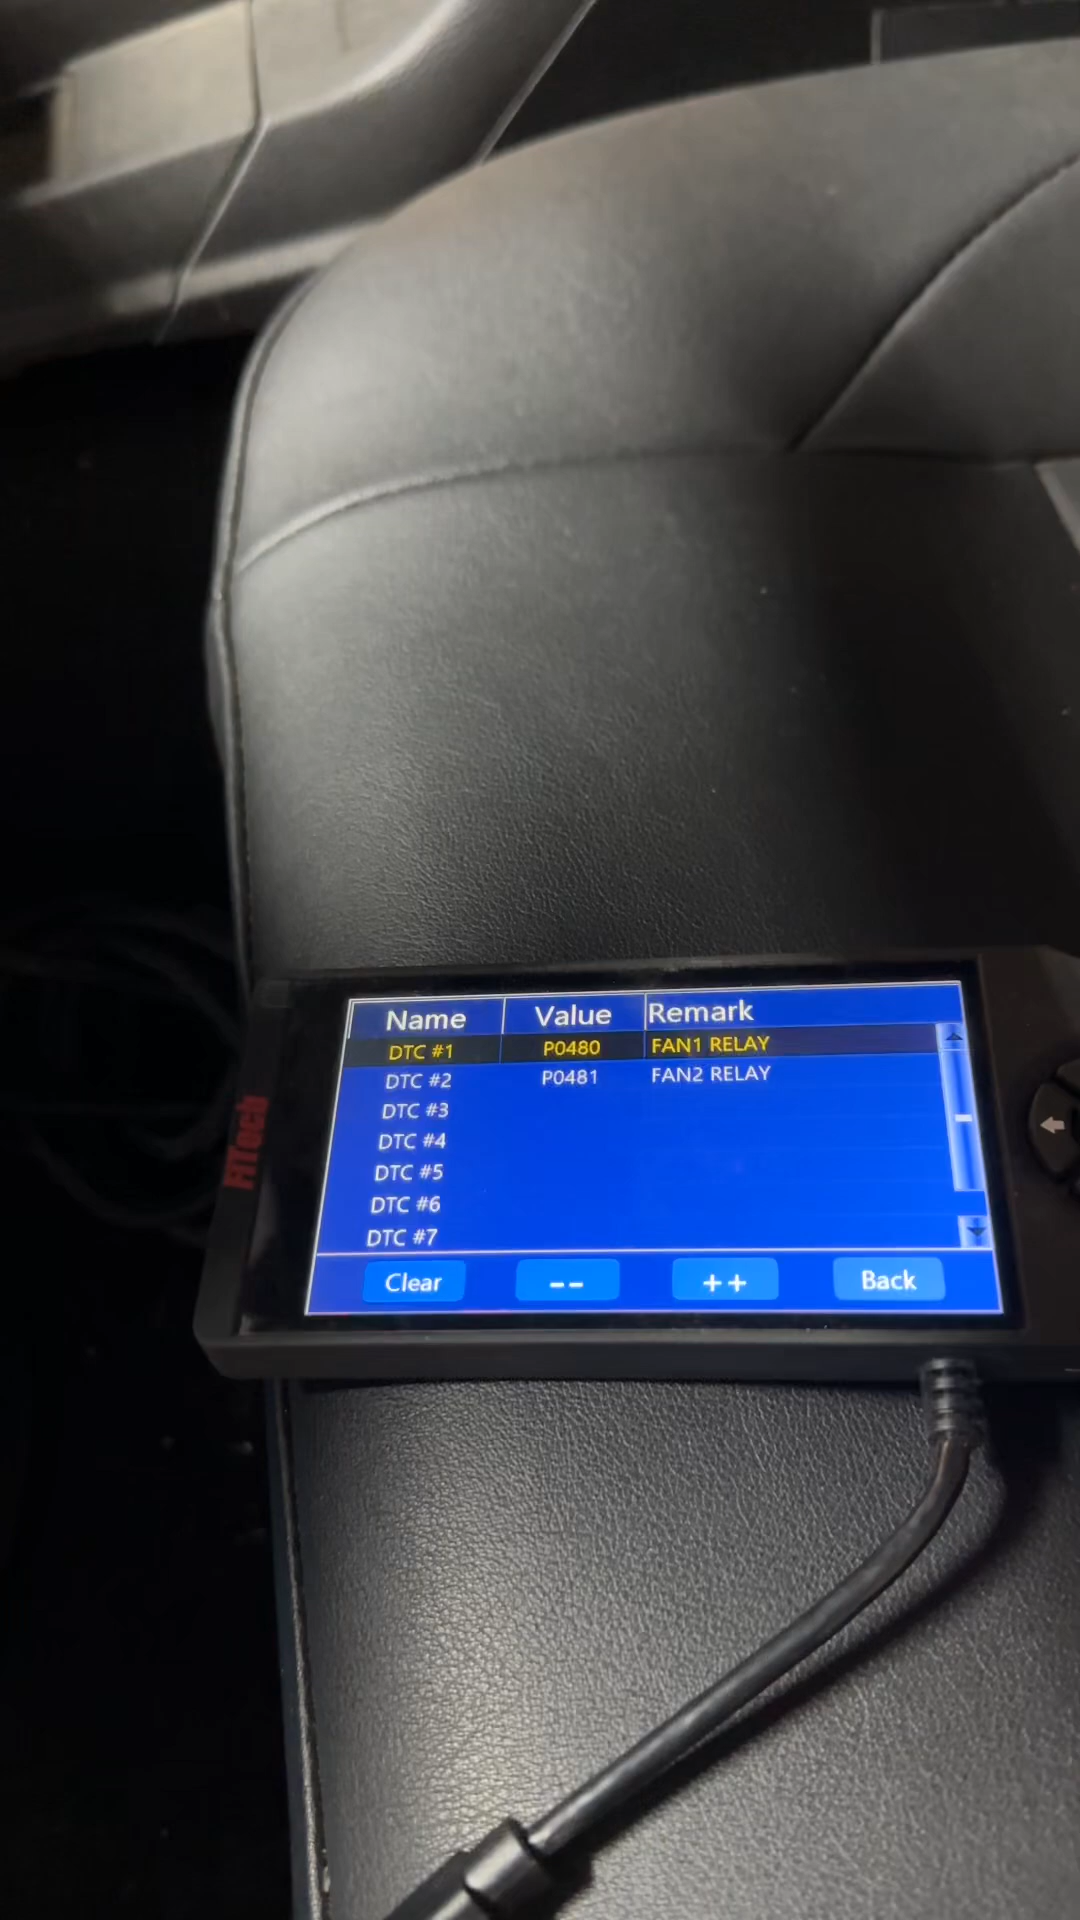 Name Value Remark
DTC #1 P0480 FAN1 RELAY
DTC #2 P0481 FAN2 RELAY
DTC #3
DTC #4
DTC #5
DTC #6
DTC #7
Clear -- ++ Back
FiTech